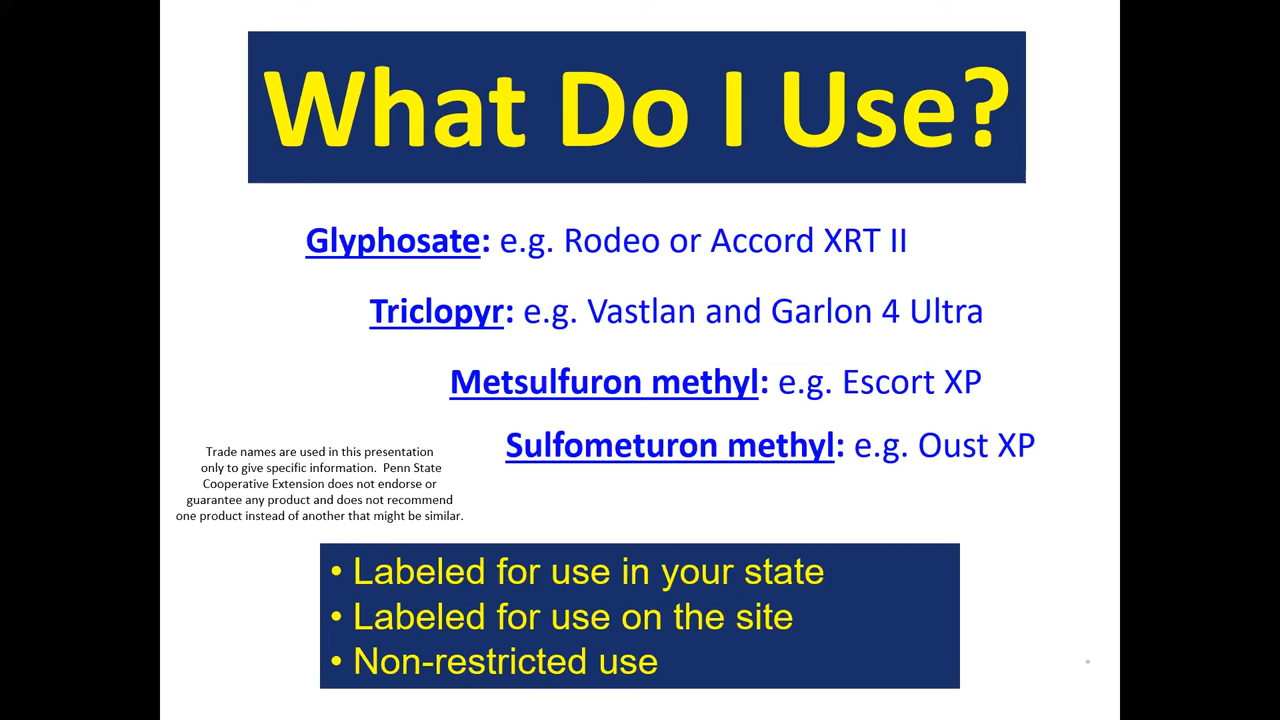 What Do I Use?
Glyphosate: e.g. Rodeo or Accord XRT II
Triclopyr: e.g. Vastlan and Garlon 4 Ultra
Metsulfuron methyl: e.g. Escort XP
Sulfometuron methyl: e.g. Oust XP
Trade names are used in this presentation
only to give specific information. Penn State
Cooperative Extension does not endorse or
guarantee any product and does not recommend
one product instead of another that might be similar.
• Labeled for use in your state
• Labeled for use on the site
• Non-restricted use